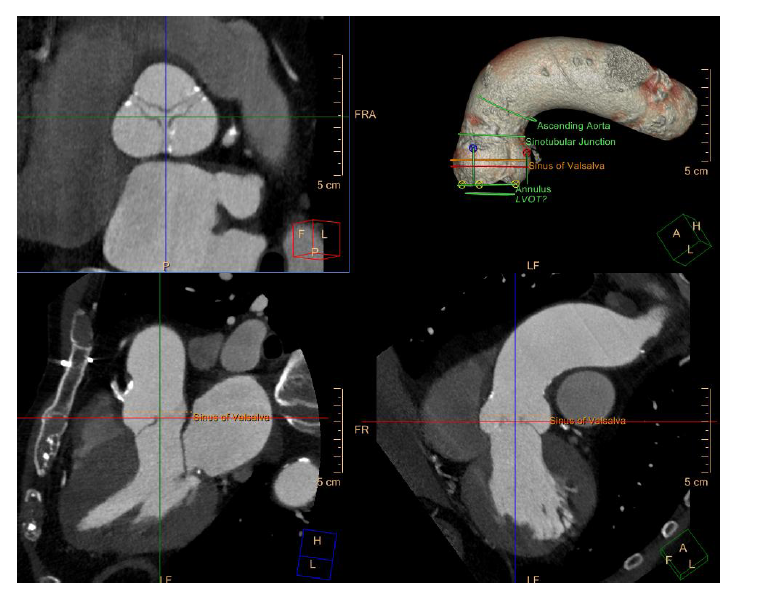 FRA
5 cm
P
F L
P
Ascending Aorta
Sinotubular Junction
Sinus of Valsalva
Annulus
LVOT?
5 cm
LF
A H
L
Sinus of Valsalva
5 cm
H
L
LF
FR
Sinus of Valsalva
5 cm
A
F L
LF